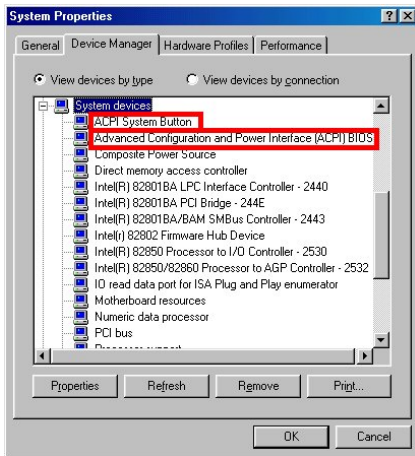 System Properties
General Device Manager Hardware Profiles Performance
View devices by type View devices by connection
System devices
ACPI System Button
Advanced Configuration and Power Interface (ACPI) BIOS
Composite Power Source
Direct memory access controller
Intel(R) 82801BA LPC Interface Controller - 2440
Intel(R) 82801BA PCI Bridge - 244E
Intel(R) 82801BA/BAM SMBus Controller - 2443
Intel(r) 82802 Firmware Hub Device
Intel(R) 82850 Processor to I/O Controller - 2530
Intel(R) 82850/82860 Processor to AGP Controller - 2532
IO read data port for ISA Plug and Play enumerator
Motherboard resources
Numeric data processor
PCI bus
Processor support
Properties Refresh Remove Print...
OK Cancel